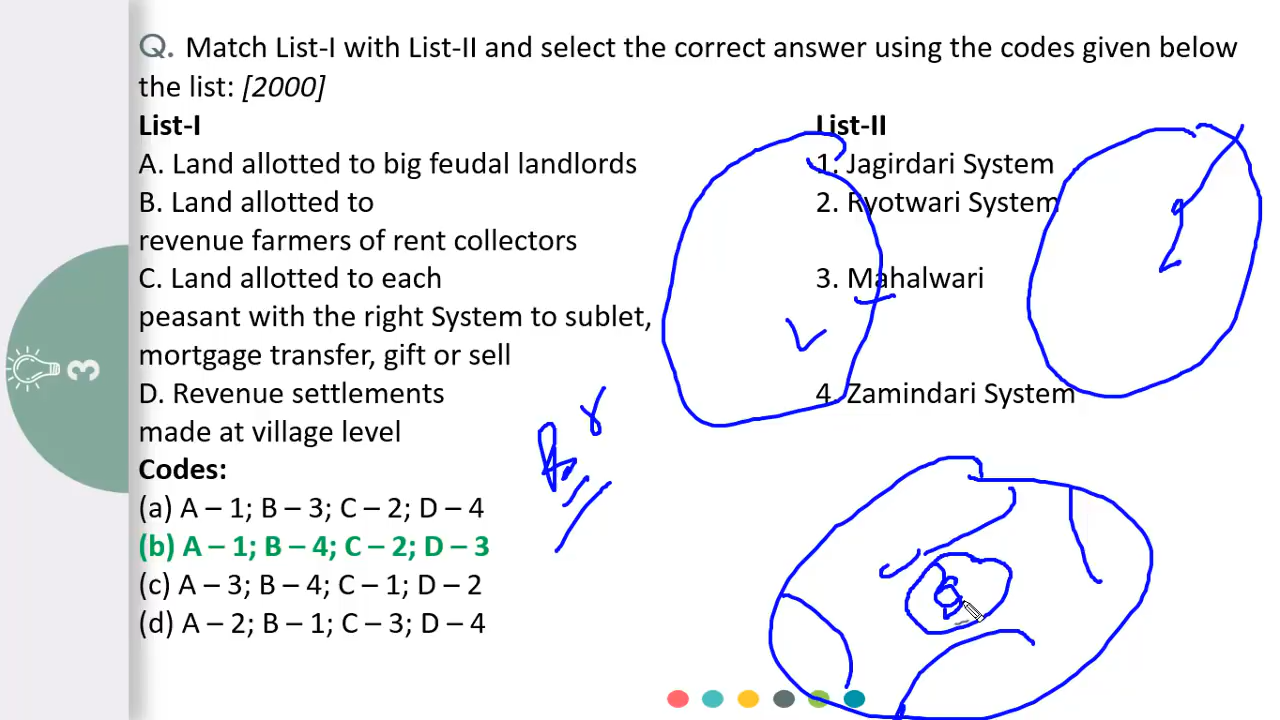 Q. Match List-I with List-II and select the correct answer using the codes given below
the list: [2000]
List-I List-II
A. Land allotted to big feudal landlords 1. Jagirdari System
B. Land allotted to 2. Ryotwari System
revenue farmers of rent collectors
C. Land allotted to each 3. Mahalwari
peasant with the right System to sublet,
mortgage transfer, gift or sell
D. Revenue settlements 4. Zamindari System
made at village level
Codes:
(a) A – 1; B – 3; C – 2; D – 4
(b) A – 1; B – 4; C – 2; D – 3
(c) A – 3; B – 4; C – 1; D – 2
(d) A – 2; B – 1; C – 3; D – 4
3